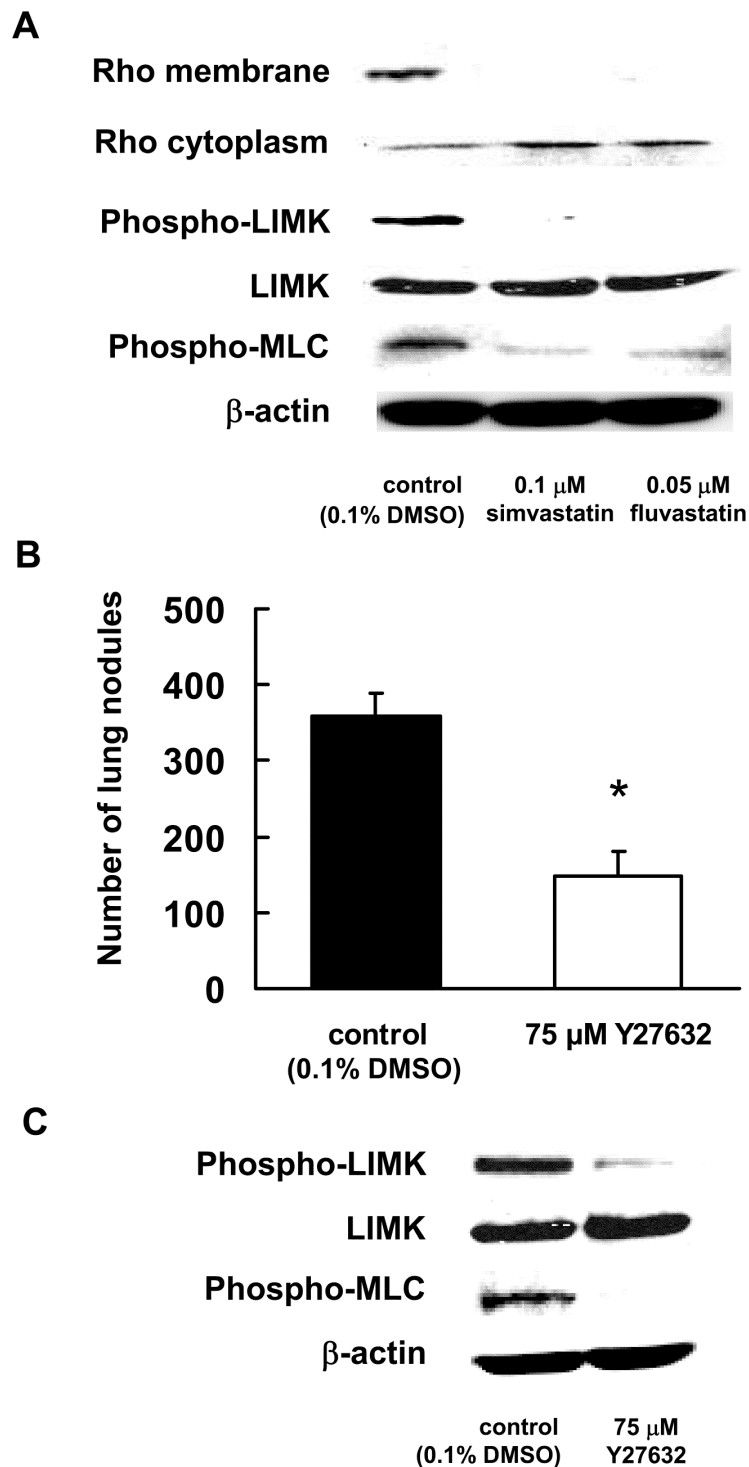 A
Rho membrane
Rho cytoplasm
Phospho-LIMK
LIMK
Phospho-MLC
β-actin
control
(0.1% DMSO)
0.1 μM
simvastatin
0.05 μM
fluvastatin
B
Number of lung nodules
500
400
300
200
100
0
*
control
(0.1% DMSO)
75 μM Y27632
C
Phospho-LIMK
LIMK
Phospho-MLC
β-actin
control
(0.1% DMSO)
75 μM
Y27632